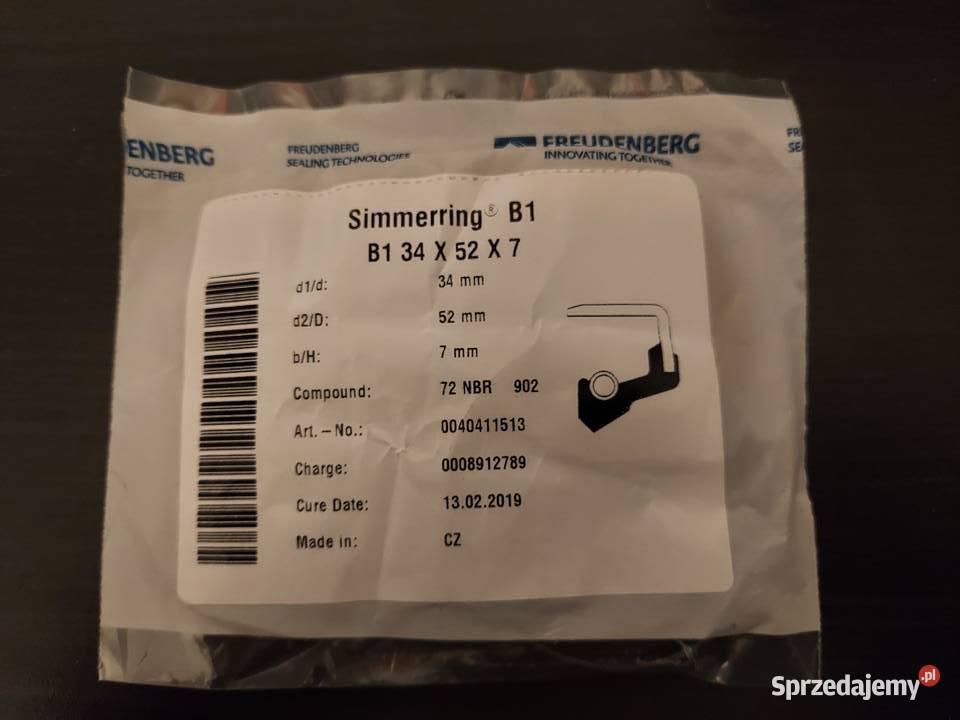 ENBERG
TOGETHER
FREUDENBERG
SEALING TECHNOLOGIES
FREUDENBERG
INNOVATING TOGETHER
FR
SE
Simmerring® B1
B1 34 X 52 X 7
d1/d: 34 mm
d2/D: 52 mm
b/H: 7 mm
Compound: 72 NBR 902
Art.-No.: 0040411513
Charge: 0008912789
Cure Date: 13.02.2019
Made in: CZ
Sprzedajemy.pl